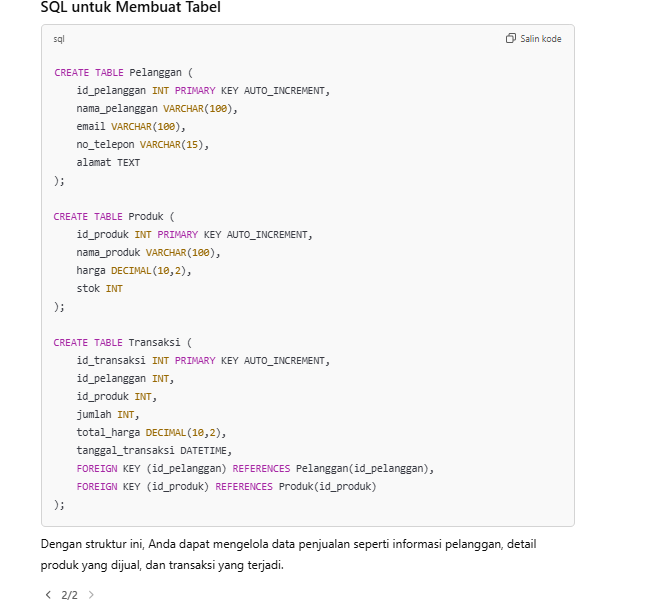 SQL untuk Membuat Tabel
sql
Salin kode
CREATE TABLE Pelanggan (
    id_pelanggan INT PRIMARY KEY AUTO_INCREMENT,
    nama_pelanggan VARCHAR(100),
    email VARCHAR(100),
    no_telepon VARCHAR(15),
    alamat TEXT
);
CREATE TABLE Produk (
    id_produk INT PRIMARY KEY AUTO_INCREMENT,
    nama_produk VARCHAR(100),
    harga DECIMAL(10,2),
    stok INT
);
CREATE TABLE Transaksi (
    id_transaksi INT PRIMARY KEY AUTO_INCREMENT,
    id_pelanggan INT,
    id_produk INT,
    jumlah INT,
    total_harga DECIMAL(10,2),
    tanggal_transaksi DATETIME,
    FOREIGN KEY (id_pelanggan) REFERENCES Pelanggan(id_pelanggan),
    FOREIGN KEY (id_produk) REFERENCES Produk(id_produk)
);
Dengan struktur ini, Anda dapat mengelola data penjualan seperti informasi pelanggan, detail
produk yang dijual, dan transaksi yang terjadi.
< 2/2 >